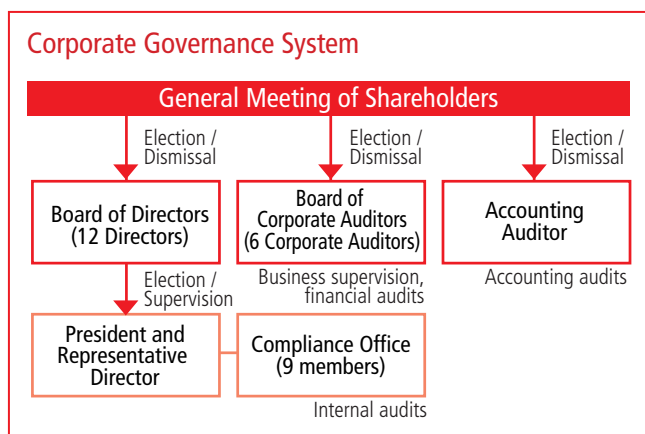 Corporate Governance System
General Meeting of Shareholders
Election /
Dismissal
Election /
Dismissal
Election /
Dismissal
Board of Directors
(12 Directors)
Board of
Corporate Auditors
(6 Corporate Auditors)
Accounting
Auditor
Election /
Supervision
Business supervision,
financial audits
Accounting audits
President and
Representative
Director
Compliance Office
(9 members)
Internal audits